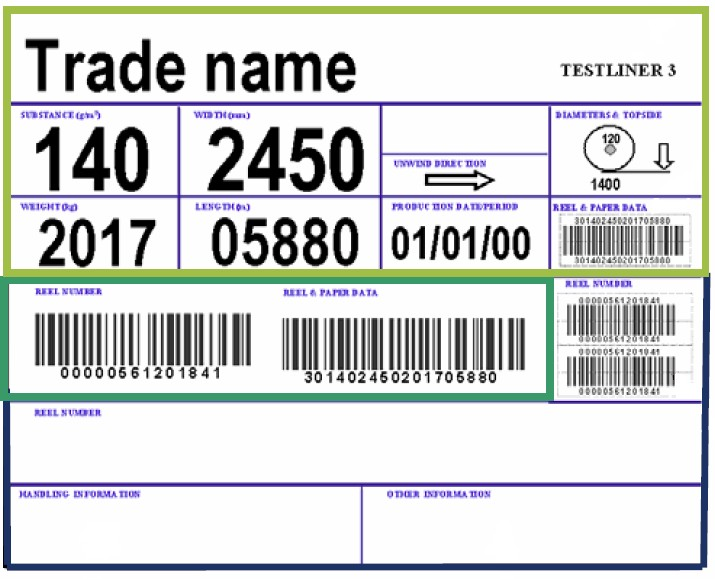 Trade name
TESTLINER 3
SUBSTANCE (g/m²)
WIDTH (mm)
DIAMETERS & TOPSIDE
140
2450
UNWIND DIRECTION
120
1400
WEIGHT (kg)
LENGTH (m)
PRODUCTION DATE/PERIOD
REEL & PAPER DATA
2017
05880
01/01/00
301402450201705880
301402450201705880
REEL NUMBER
REEL & PAPER DATA
REEL NUMBER
00000561201841
301402450201705880
00000561201841
00000561201841
00000561201841
00000561201841
REEL NUMBER
HANDLING INFORMATION
OTHER INFORMATION